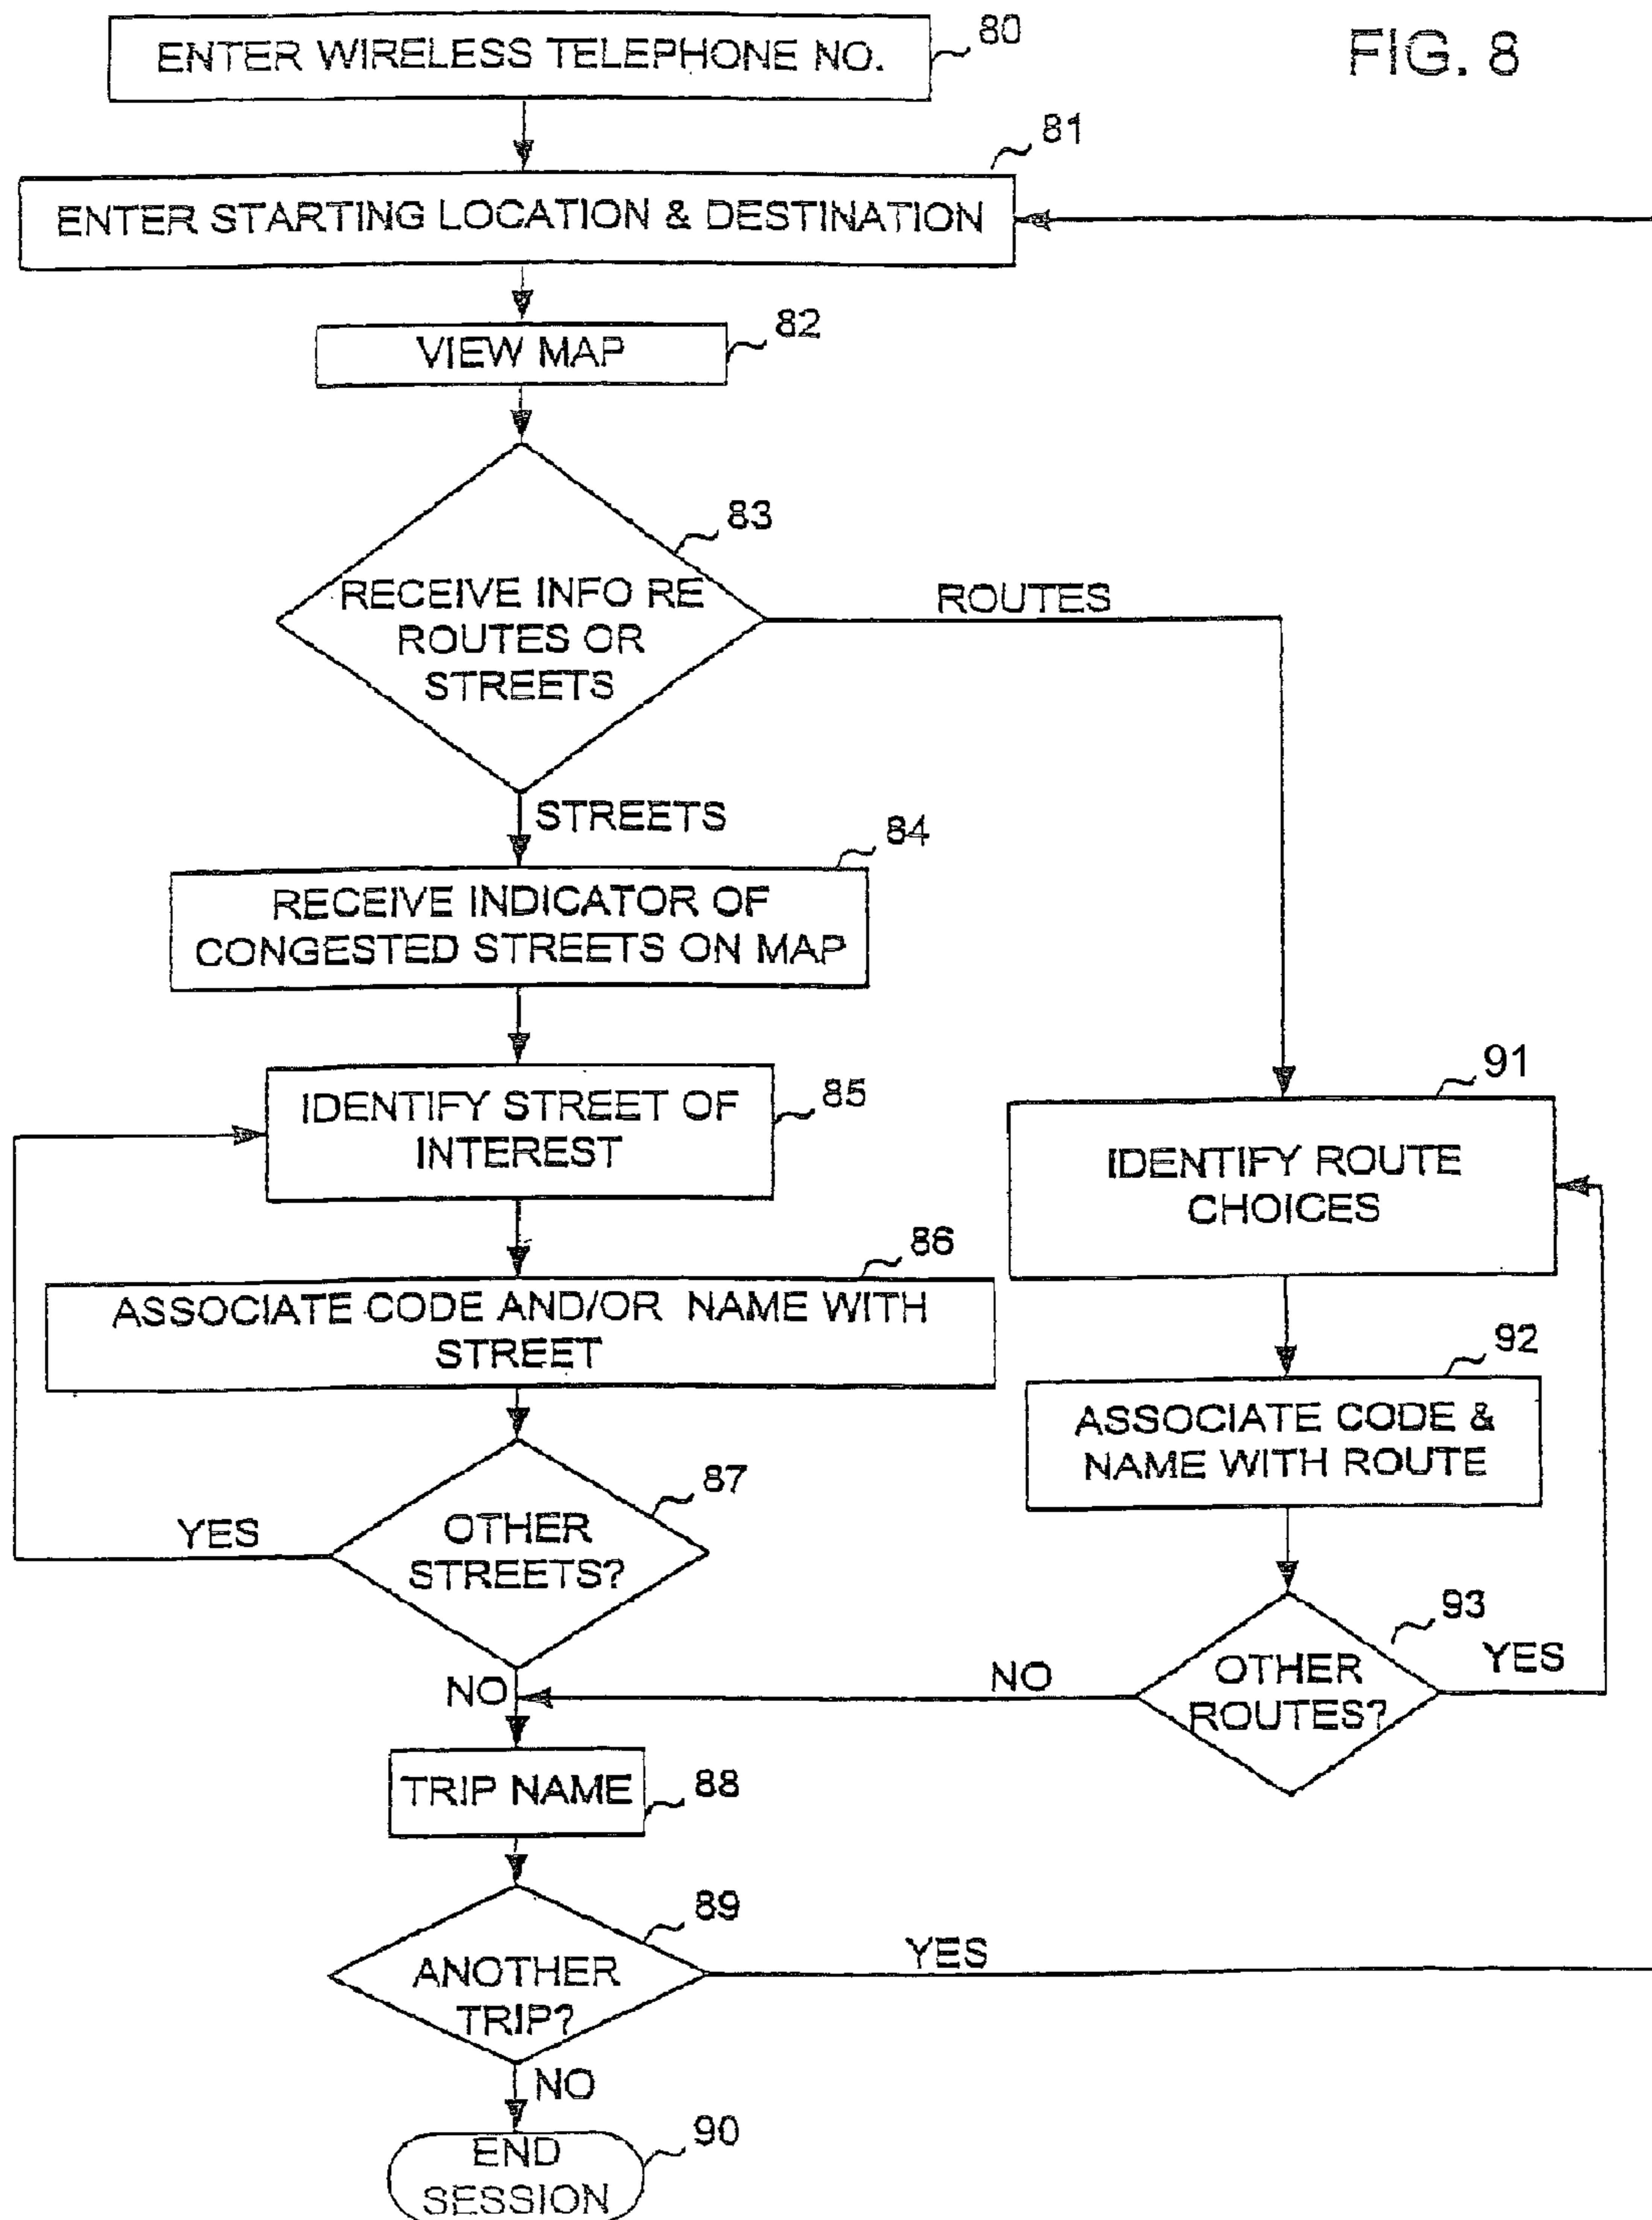 FIG. 8
ENTER WIRELESS TELEPHONE NO.
80
81
ENTER STARTING LOCATION & DESTINATION
82
VIEW MAP
83
RECEIVE INFO RE
ROUTES OR
STREETS
ROUTES
STREETS
84
RECEIVE INDICATOR OF
CONGESTED STREETS ON MAP
85
IDENTIFY STREET OF
INTEREST
91
IDENTIFY ROUTE
CHOICES
86
ASSOCIATE CODE AND/OR NAME WITH
STREET
92
ASSOCIATE CODE &
NAME WITH ROUTE
87
OTHER
STREETS?
YES
NO
93
OTHER
ROUTES?
YES
NO
TRIP NAME
88
89
ANOTHER
TRIP?
YES
NO
90
END
SESSION